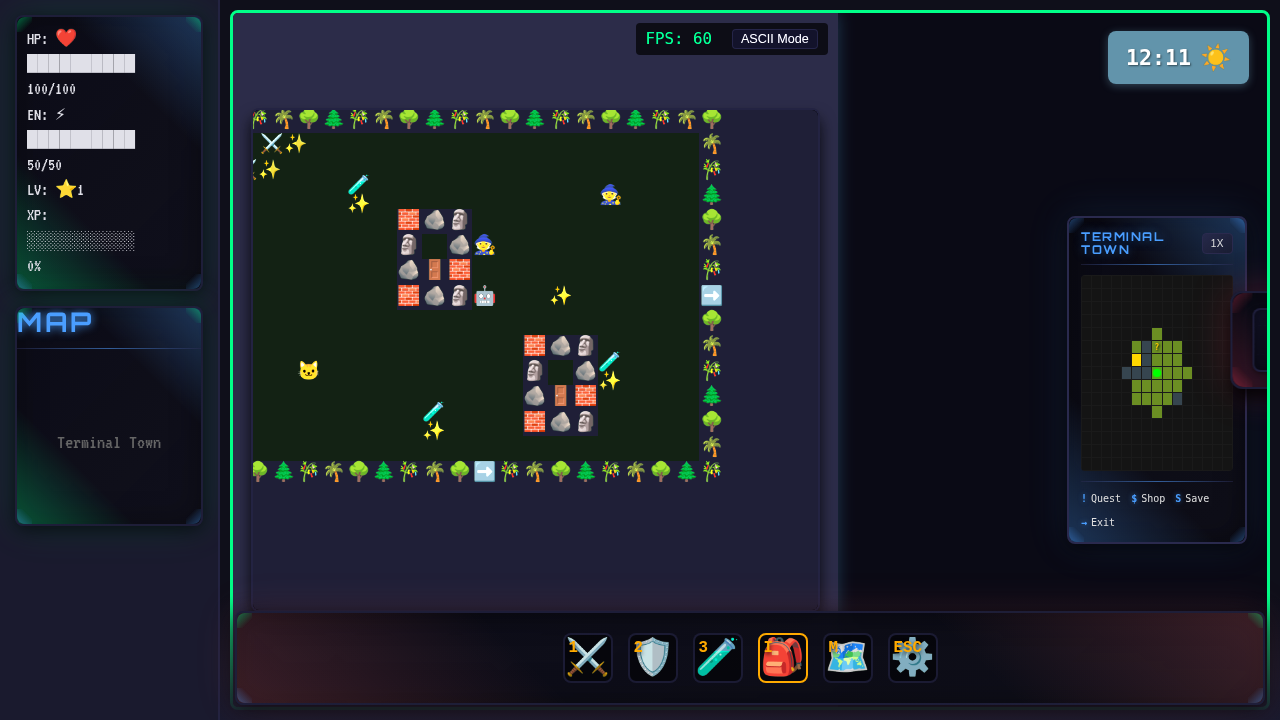 HP: ❤️
100/100
EN: ⚡
50/50
LV: ⭐1
XP:
0%
MAP
Terminal Town
FPS: 60
ASCII Mode
12:11 ☀️
TERMINAL TOWN
1X
?
! Quest $ Shop S Save
→ Exit
1
2
3
I
M
ESC